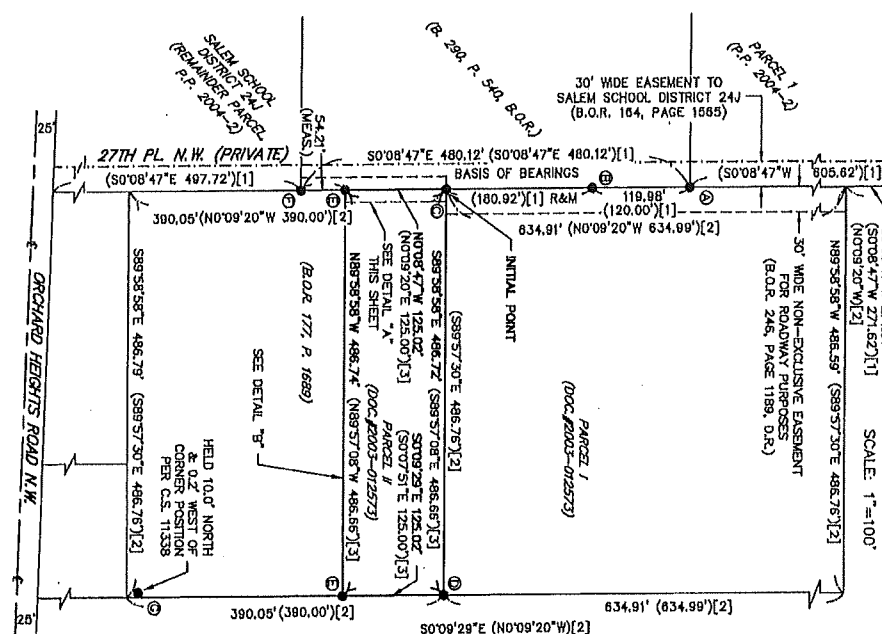 SALEM SCHOOL
DISTRICT 24J
(REMAINDER PARCEL
P.P. 2004-2)
(B. 290, P. 540, B.O.R.)
PARCEL 1
(P.P. 2004-2)
30' WIDE EASEMENT TO
SALEM SCHOOL DISTRICT 24J
(B.O.R. 164, PAGE 1565)
25'
27TH PL. N.W. (PRIVATE)
54.21'
(MEAS.)
S0°08'47"E 480.12' (S0°08'47"E 480.12')[1]
BASIS OF BEARINGS
(S0°08'47"E 497.72')[1]
(180.92')[1] R&M
B
119.98'
(120.00')[1]
A
(S0°08'47"W 605.62')[1]
390.05'(N0°09'20"W 390.00')[2]
F
E
C
634.91' (N0°09'20"W 634.99')[2]
(S0°08'47"W 271.62')[1]
(N0°09'20"W)[2]
SCALE: 1"=100'
30' WIDE NON-EXCLUSIVE EASEMENT
FOR ROADWAY PURPOSES
(B.O.R. 246, PAGE 1189, D.R.)
INITIAL POINT
N0°08'47"W 125.02'
(N0°09'20"E 125.00')[3]
SEE DETAIL "A"
THIS SHEET
(B.O.R. 177, P. 1689)
N89°58'58"W 486.59' (S89°57'30"E 486.76')[2]
PARCEL I
(DOC.#2003-012573)
(S89°57'30"E 486.76')[2]
S89°58'58"E 486.72' (S89°57'08"E 486.66')[3]
S0°09'29"E 125.02'
(S0°07'51"E 125.00')[3]
PARCEL II
(DOC.#2003-012573)
N89°58'58"W 486.74' (N89°57'08"W 486.66')[3]
SEE DETAIL "B"
S89°58'58"E 486.79' (S89°57'30"E 486.76')[2]
HELD 10.0' NORTH
& 0.2' WEST OF
CORNER POSITION
PER C.S. 11338
ORCHARD HEIGHTS ROAD N.W.
G
E
D
390.05'(390.00')[2]
634.91' (634.99')[2]
S0°09'29"E (N0°09'20"W)[2]
25'